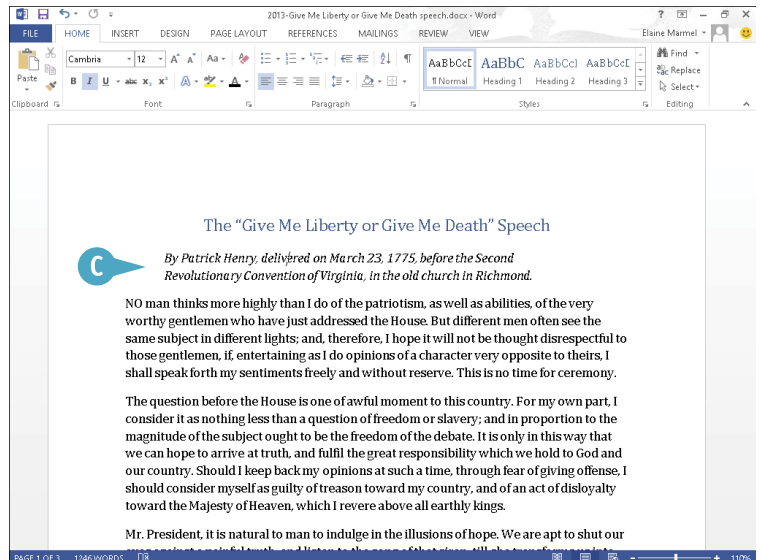 2013-Give Me Liberty or Give Me Death speech.docx - Word
FILE HOME INSERT DESIGN PAGE LAYOUT REFERENCES MAILINGS REVIEW VIEW Elaine Marmel
Cambria 12 Aa AaBbCcI AaBbC AaBbCcI AaBbCcI Find
Replace
Paste B I U abc x₂ x² A A ¶ Normal Heading 1 Heading 2 Heading 3 Select
Clipboard Font Paragraph Styles Editing
The “Give Me Liberty or Give Me Death” Speech
C
By Patrick Henry, delivered on March 23, 1775, before the Second
Revolutionary Convention of Virginia, in the old church in Richmond.
NO man thinks more highly than I do of the patriotism, as well as abilities, of the very
worthy gentlemen who have just addressed the House. But different men often see the
same subject in different lights; and, therefore, I hope it will not be thought disrespectful to
those gentlemen, if, entertaining as I do opinions of a character very opposite to theirs, I
shall speak forth my sentiments freely and without reserve. This is no time for ceremony.
The question before the House is one of awful moment to this country. For my own part, I
consider it as nothing less than a question of freedom or slavery; and in proportion to the
magnitude of the subject ought to be the freedom of the debate. It is only in this way that
we can hope to arrive at truth, and fulfil the great responsibility which we hold to God and
our country. Should I keep back my opinions at such a time, through fear of giving offense, I
should consider myself as guilty of treason toward my country, and of an act of disloyalty
toward the Majesty of Heaven, which I revere above all earthly kings.
Mr. President, it is natural to man to indulge in the illusions of hope. We are apt to shut our
PAGE 1 OF 3 1246 WORDS 110%